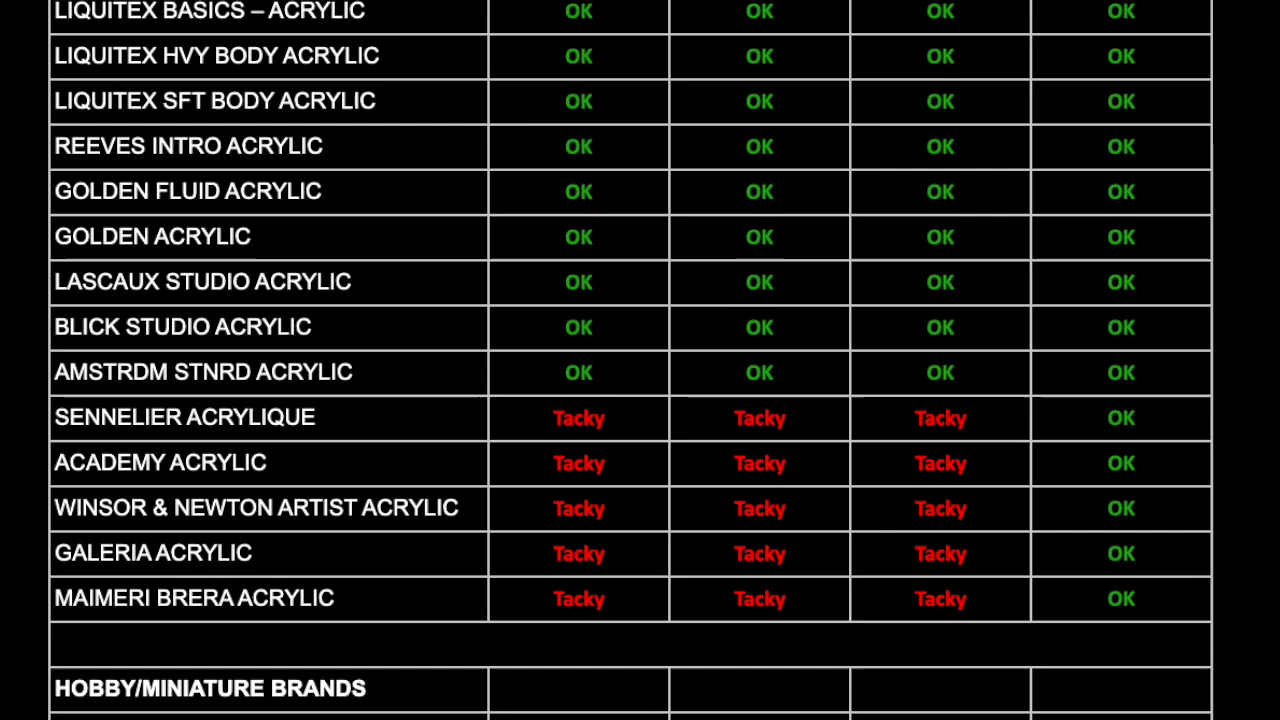 LIQUITEX BASICS – ACRYLIC OK OK OK OK
LIQUITEX HVY BODY ACRYLIC OK OK OK OK
LIQUITEX SFT BODY ACRYLIC OK OK OK OK
REEVES INTRO ACRYLIC OK OK OK OK
GOLDEN FLUID ACRYLIC OK OK OK OK
GOLDEN ACRYLIC OK OK OK OK
LASCAUX STUDIO ACRYLIC OK OK OK OK
BLICK STUDIO ACRYLIC OK OK OK OK
AMSTRDM STNRD ACRYLIC OK OK OK OK
SENNELIER ACRYLIQUE Tacky Tacky Tacky OK
ACADEMY ACRYLIC Tacky Tacky Tacky OK
WINSOR & NEWTON ARTIST ACRYLIC Tacky Tacky Tacky OK
GALERIA ACRYLIC Tacky Tacky Tacky OK
MAIMERI BRERA ACRYLIC Tacky Tacky Tacky OK
HOBBY/MINIATURE BRANDS